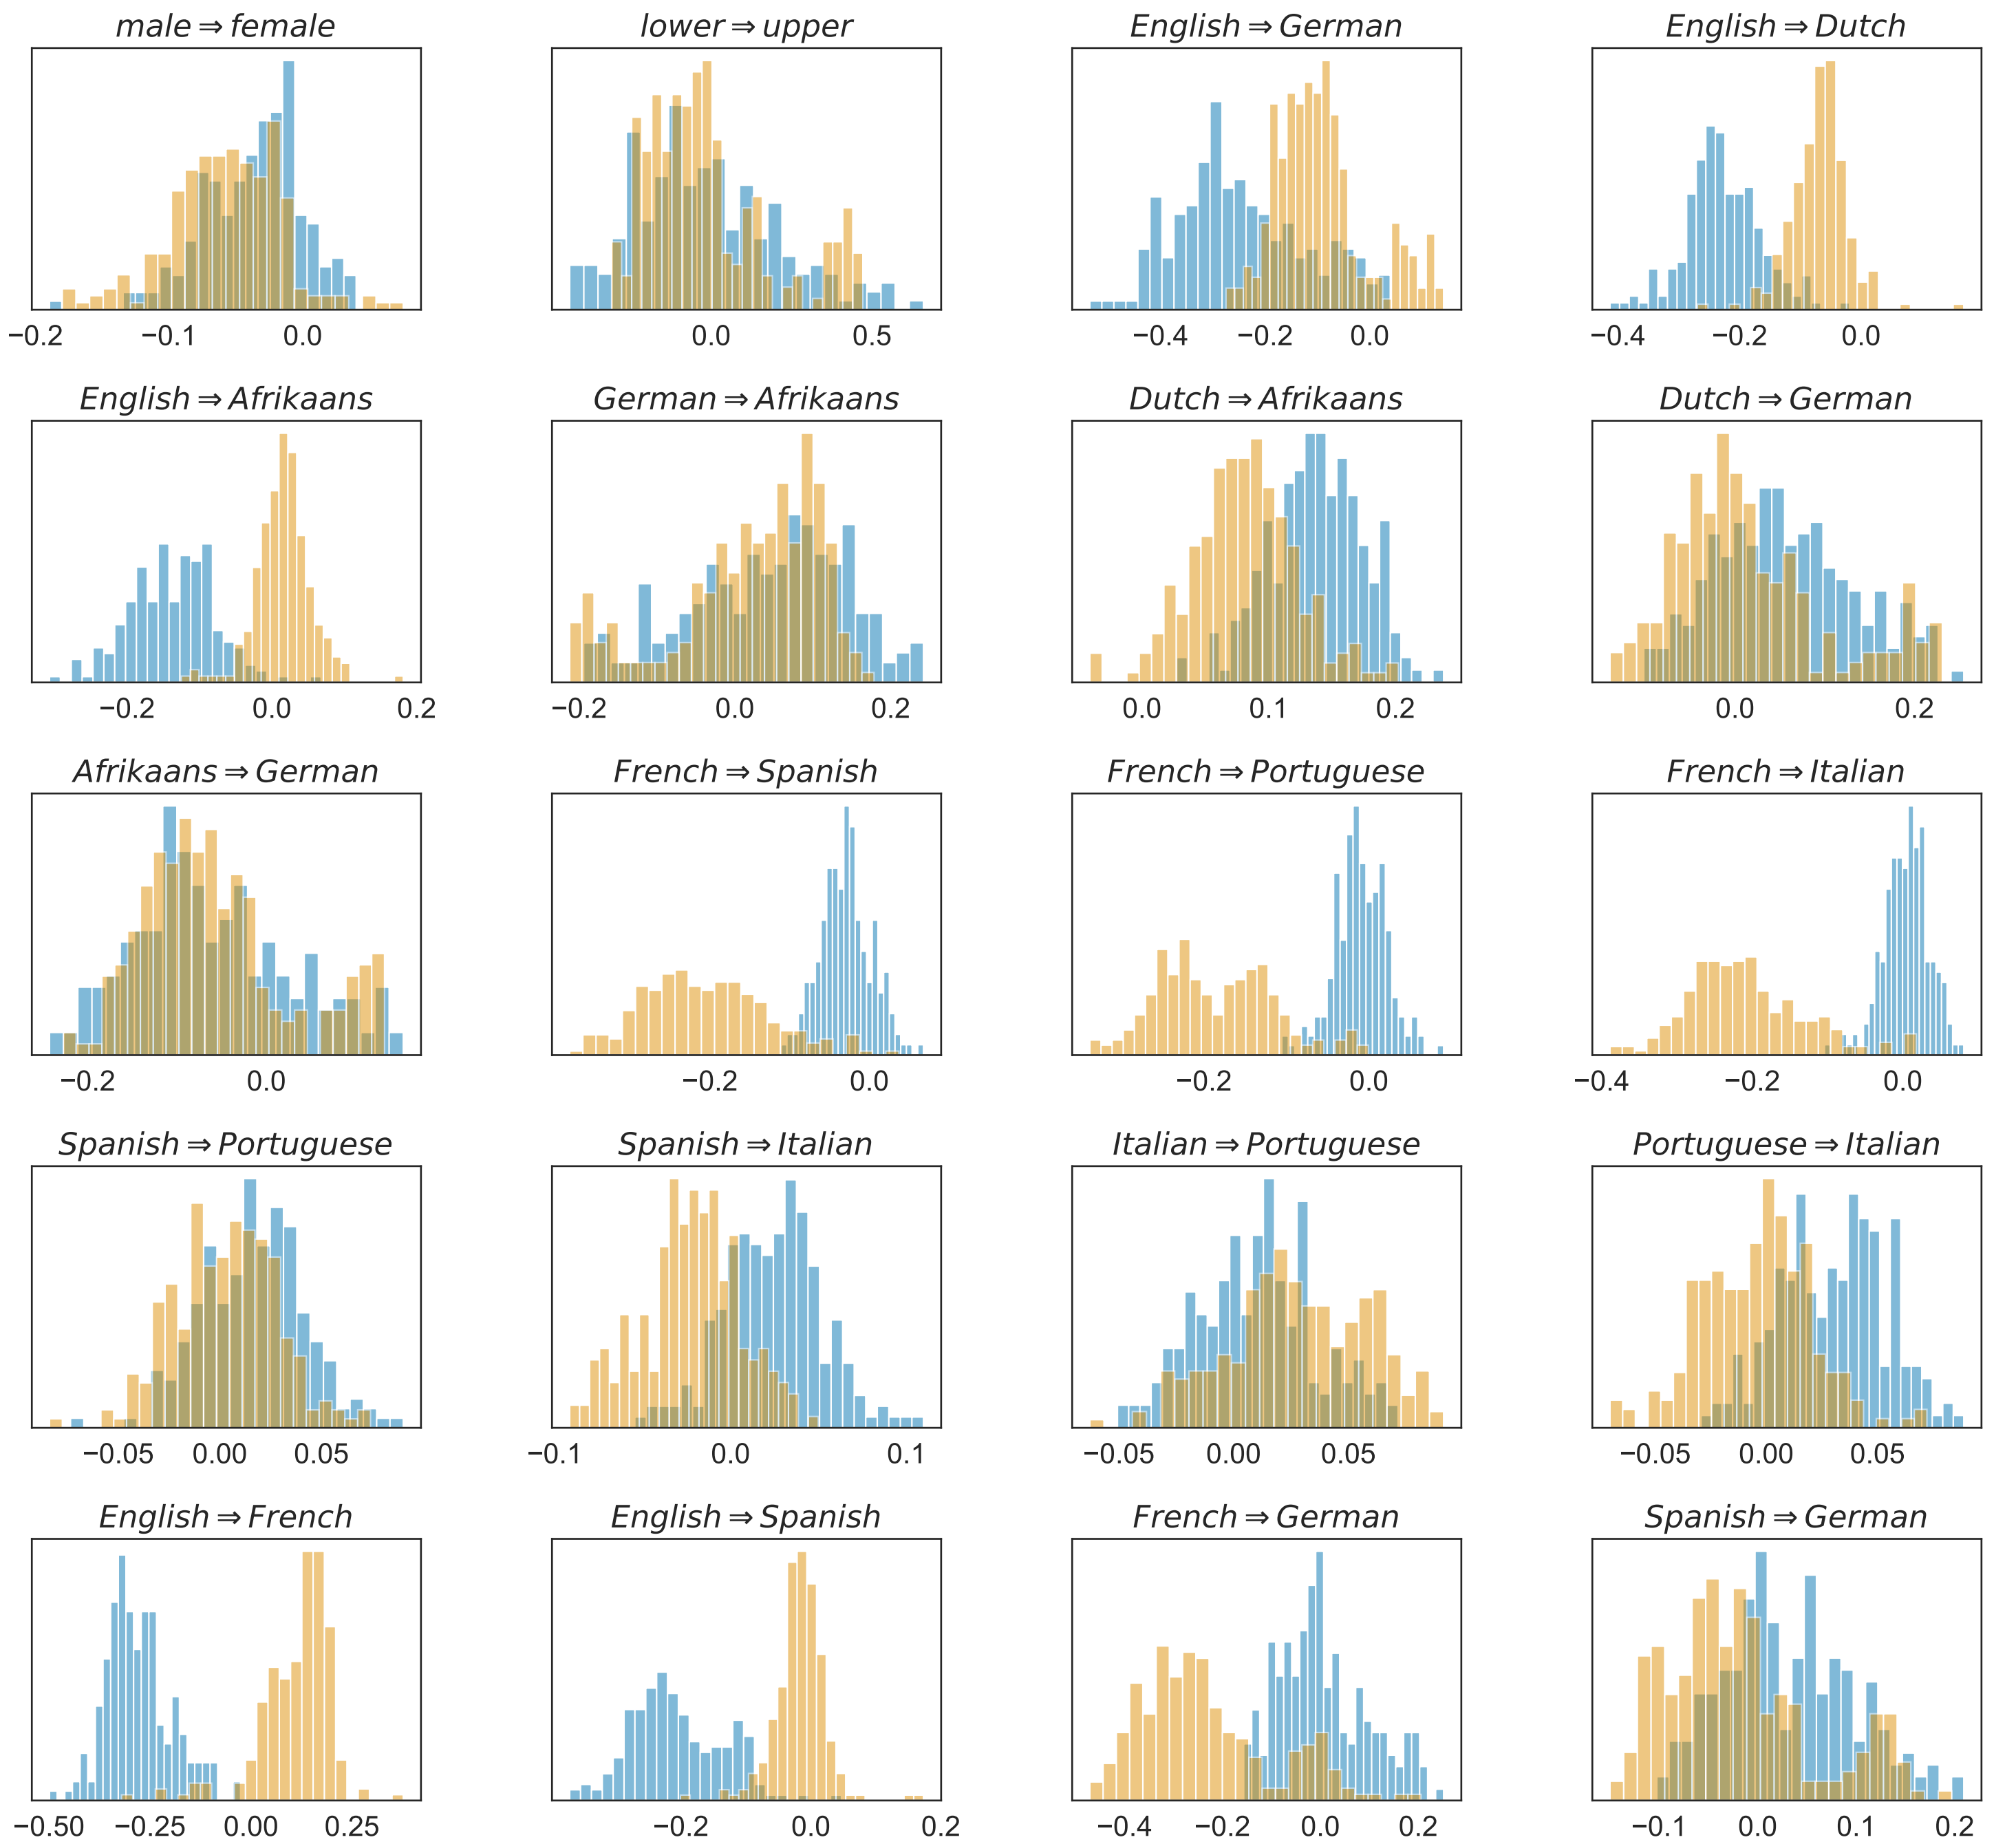 male ⇒ female
lower ⇒ upper
English ⇒ German
English ⇒ Dutch
−0.2 −0.1 0.0
0.0 0.5
−0.4 −0.2 0.0
−0.4 −0.2 0.0
English ⇒ Afrikaans
German ⇒ Afrikaans
Dutch ⇒ Afrikaans
Dutch ⇒ German
−0.2 0.0 0.2
−0.2 0.0 0.2
0.0 0.1 0.2
0.0 0.2
Afrikaans ⇒ German
French ⇒ Spanish
French ⇒ Portuguese
French ⇒ Italian
−0.2 0.0
−0.2 0.0
−0.2 0.0
−0.4 −0.2 0.0
Spanish ⇒ Portuguese
Spanish ⇒ Italian
Italian ⇒ Portuguese
Portuguese ⇒ Italian
−0.05 0.00 0.05
−0.1 0.0 0.1
−0.05 0.00 0.05
−0.05 0.00 0.05
English ⇒ French
English ⇒ Spanish
French ⇒ German
Spanish ⇒ German
−0.50 −0.25 0.00 0.25
−0.2 0.0 0.2
−0.4 −0.2 0.0 0.2
−0.1 0.0 0.1 0.2